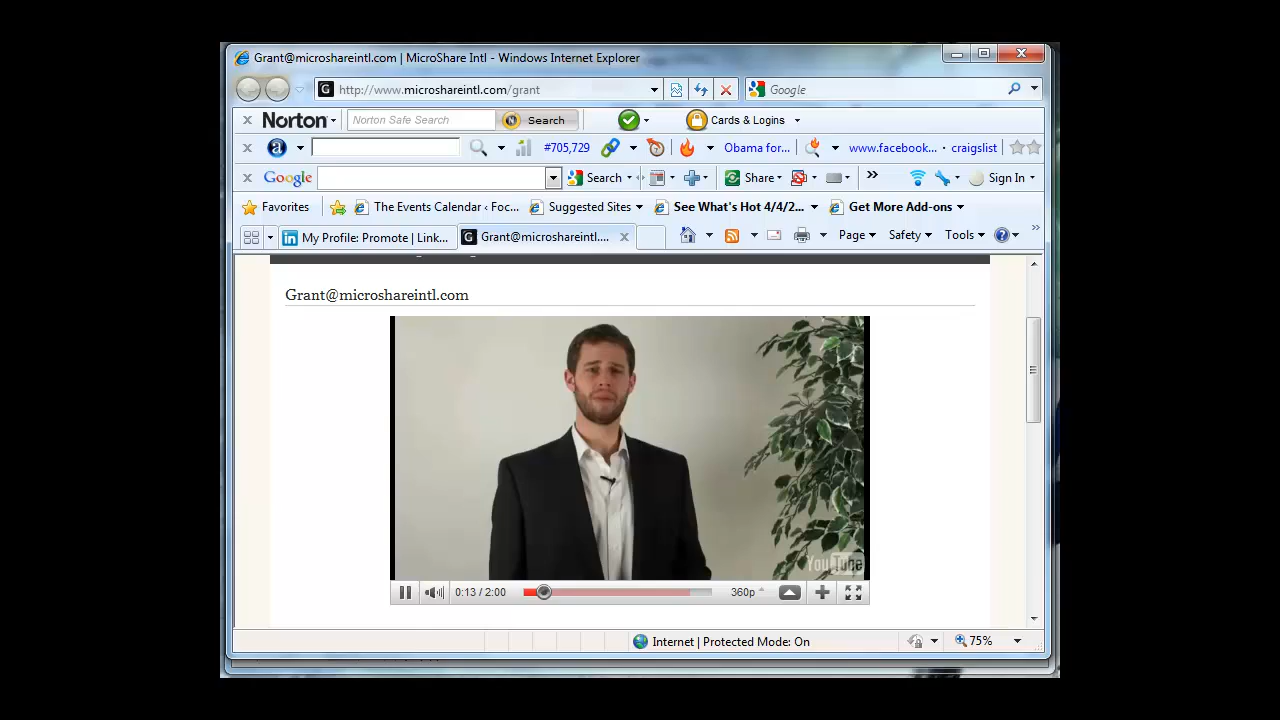 Grant@microshareintl.com | MicroShare Intl - Windows Internet Explorer
http://www.microshareintl.com/grant
Google
Norton
Norton Safe Search
Search
Cards & Logins
#705,729
Obama for...
www.facebook...
craigslist
Google
Search
Share
Sign In
Favorites
The Events Calendar ‹ Foc...
Suggested Sites
See What's Hot 4/4/2...
Get More Add-ons
My Profile: Promote | Link...
Grant@microshareintl....
Page
Safety
Tools
Grant@microshareintl.com
YouTube
0:13 / 2:00
360p
Internet | Protected Mode: On
75%